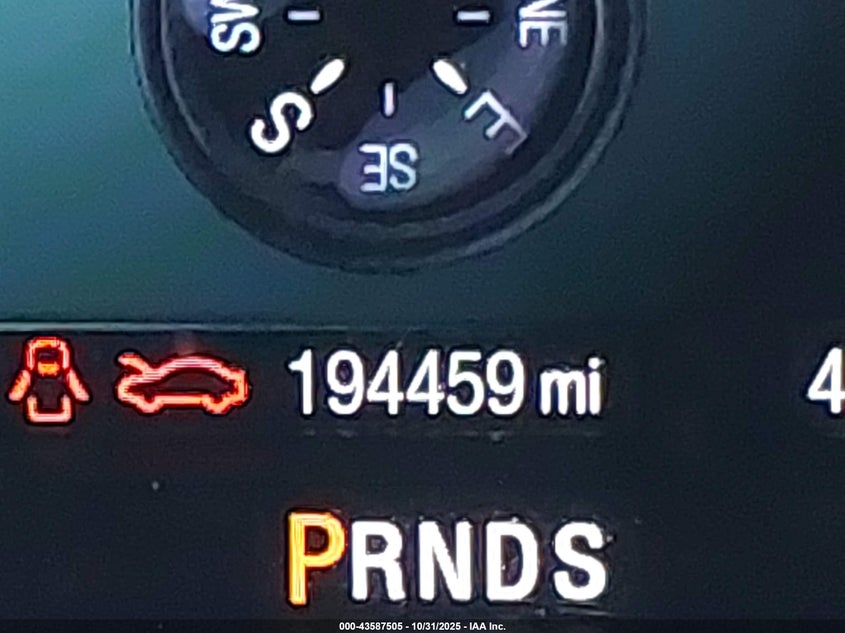 SW NE
S E
SE
194459 mi 4
PRNDS
000-43587505 - 10/31/2025 - IAA Inc.